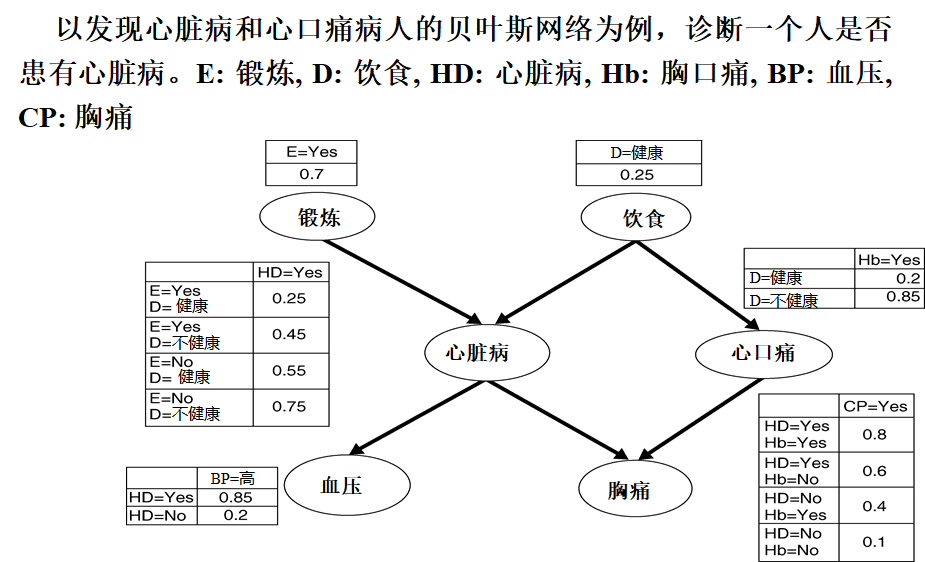 以发现心脏病和心口痛病人的贝叶斯网络为例，诊断一个人是否
患有心脏病。E: 锻炼, D: 饮食, HD: 心脏病, Hb: 胸口痛, BP: 血压,
CP: 胸痛
E=Yes
0.7
D=健康
0.25
锻炼
饮食
HD=Yes
E=Yes
D= 健康
0.25
E=Yes
D=不健康
0.45
E=No
D= 健康
0.55
E=No
D=不健康
0.75
Hb=Yes
D=健康
0.2
D=不健康
0.85
心脏病
心口痛
CP=Yes
HD=Yes
Hb=Yes
0.8
HD=Yes
Hb=No
0.6
HD=No
Hb=Yes
0.4
HD=No
Hb=No
0.1
BP=高
HD=Yes 0.85
HD=No 0.2
血压
胸痛